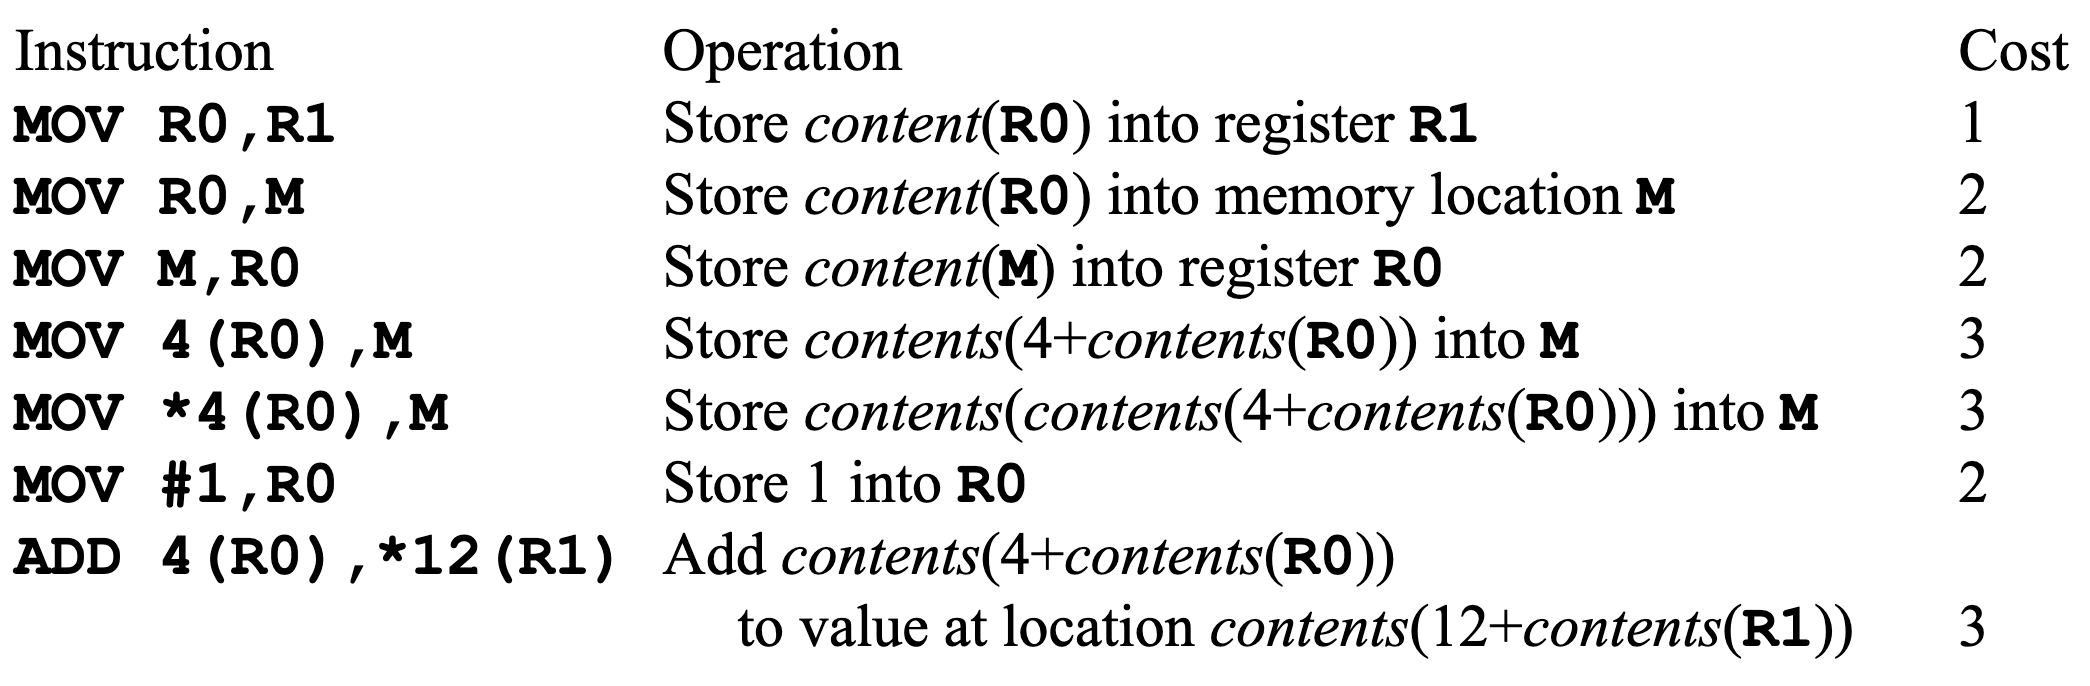 Instruction Operation Cost
MOV R0,R1 Store content(R0) into register R1 1
MOV R0,M Store content(R0) into memory location M 2
MOV M,R0 Store content(M) into register R0 2
MOV 4(R0),M Store contents(4+contents(R0)) into M 3
MOV *4(R0),M Store contents(contents(4+contents(R0))) into M 3
MOV #1,R0 Store 1 into R0 2
ADD 4(R0),*12(R1) Add contents(4+contents(R0))
to value at location contents(12+contents(R1)) 3